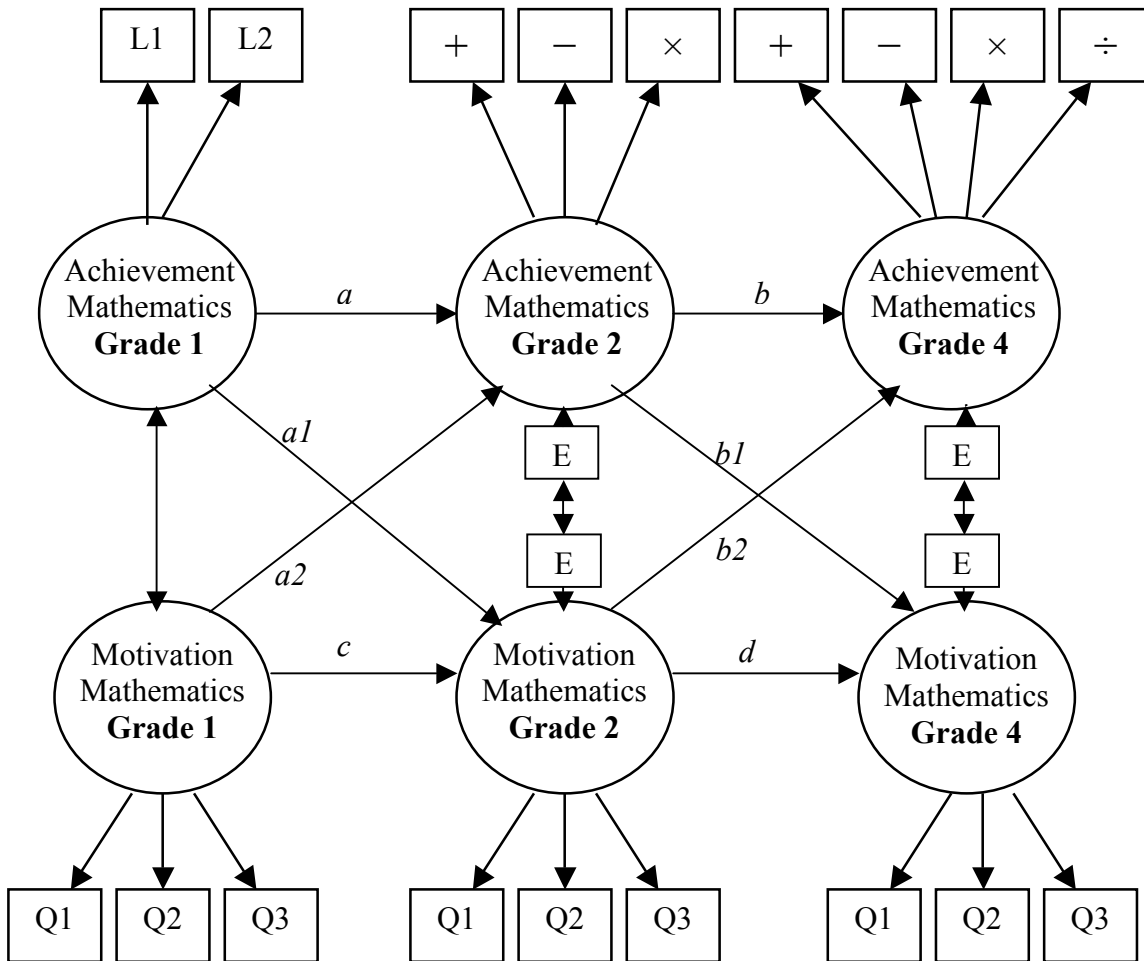 L1 L2 + − × + − × ÷
Achievement
Mathematics
Grade 1
a
Achievement
Mathematics
Grade 2
b
Achievement
Mathematics
Grade 4
a1
E
b1
E
a2
E
b2
E
Motivation
Mathematics
Grade 1
c
Motivation
Mathematics
Grade 2
d
Motivation
Mathematics
Grade 4
Q1 Q2 Q3 Q1 Q2 Q3 Q1 Q2 Q3